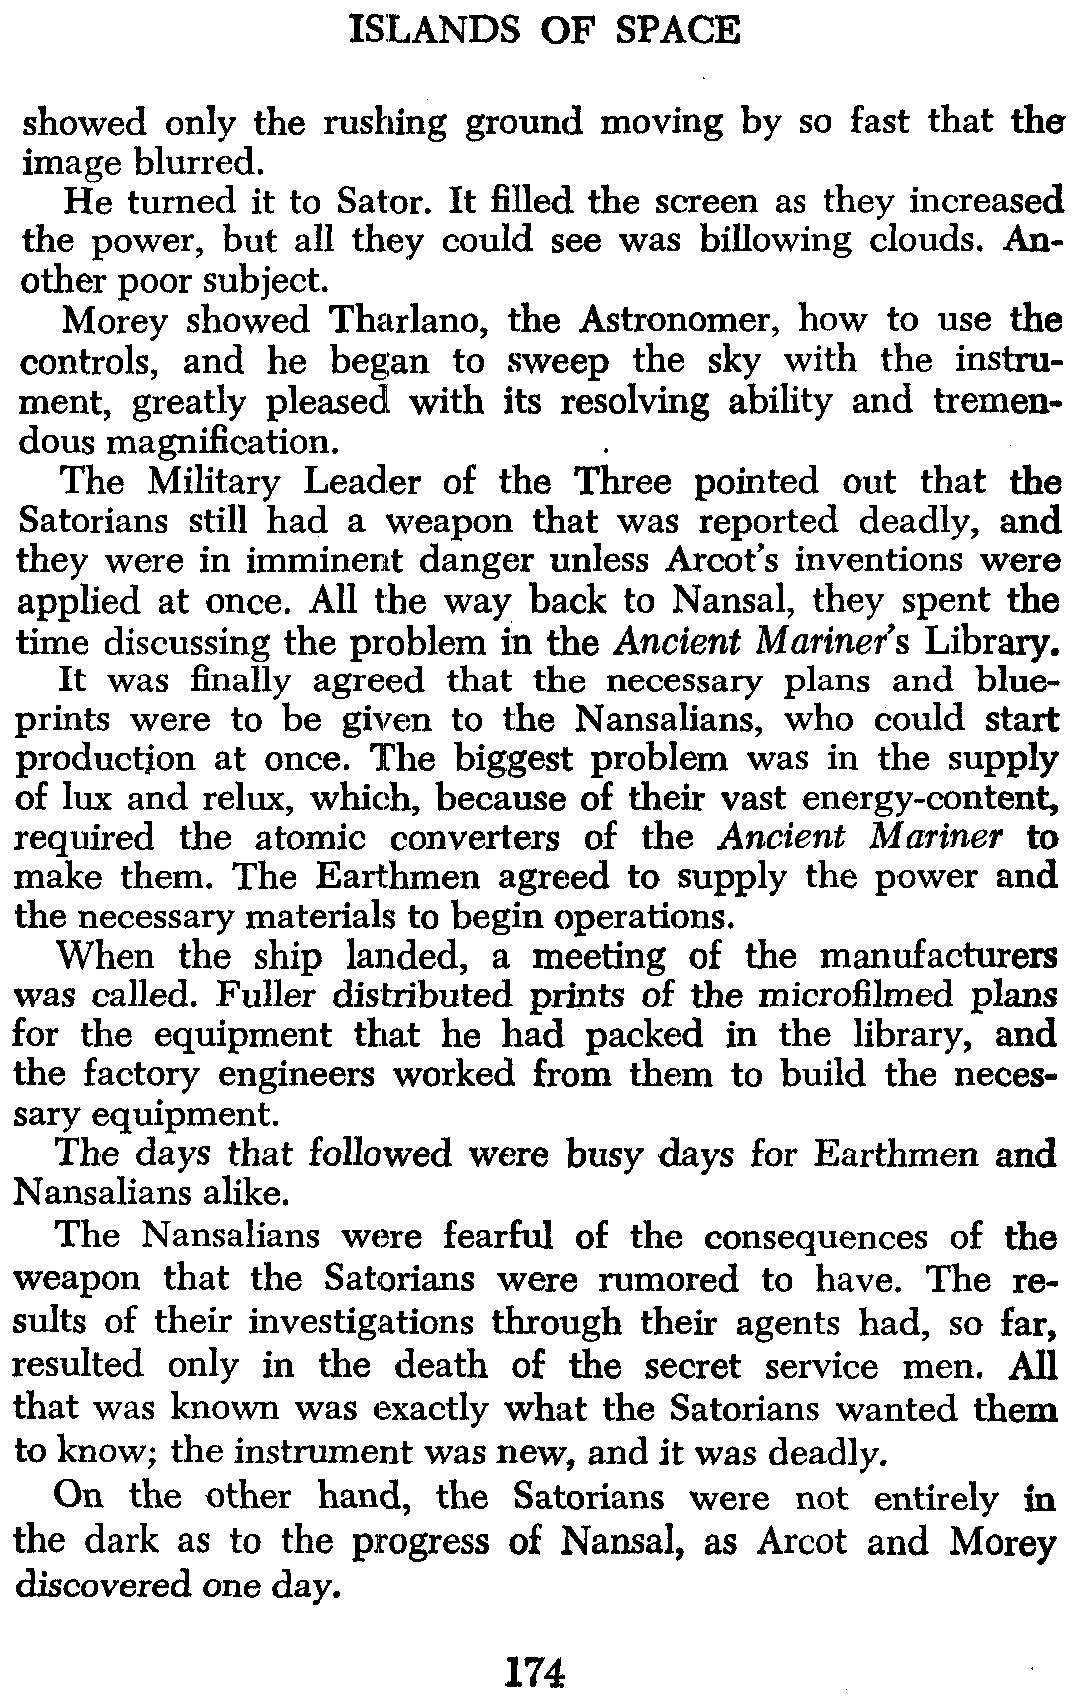 ISLANDS OF SPACE
showed only the rushing ground moving by so fast that the
image blurred.
He turned it to Sator. It filled the screen as they increased
the power, but all they could see was billowing clouds. An-
other poor subject.
Morey showed Tharlano, the Astronomer, how to use the
controls, and he began to sweep the sky with the instru-
ment, greatly pleased with its resolving ability and tremen-
dous magnification.
The Military Leader of the Three pointed out that the
Satorians still had a weapon that was reported deadly, and
they were in imminent danger unless Arcot's inventions were
applied at once. All the way back to Nansal, they spent the
time discussing the problem in the Ancient Mariner's Library.
It was finally agreed that the necessary plans and blue-
prints were to be given to the Nansalians, who could start
production at once. The biggest problem was in the supply
of lux and relux, which, because of their vast energy-content,
required the atomic converters of the Ancient Mariner to
make them. The Earthmen agreed to supply the power and
the necessary materials to begin operations.
When the ship landed, a meeting of the manufacturers
was called. Fuller distributed prints of the microfilmed plans
for the equipment that he had packed in the library, and
the factory engineers worked from them to build the neces-
sary equipment.
The days that followed were busy days for Earthmen and
Nansalians alike.
The Nansalians were fearful of the consequences of the
weapon that the Satorians were rumored to have. The re-
sults of their investigations through their agents had, so far,
resulted only in the death of the secret service men. All
that was known was exactly what the Satorians wanted them
to know; the instrument was new, and it was deadly.
On the other hand, the Satorians were not entirely in
the dark as to the progress of Nansal, as Arcot and Morey
discovered one day.
174